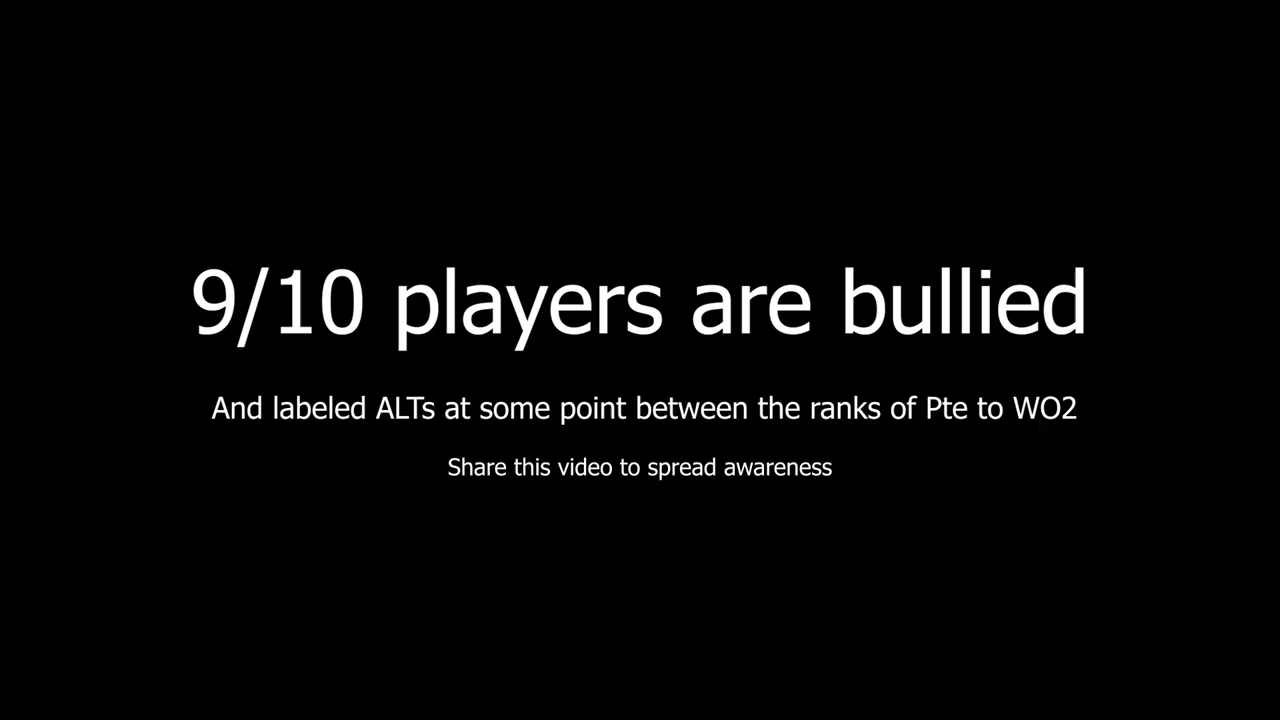 9/10 players are bullied
And labeled ALTs at some point between the ranks of Pte to WO2
Share this video to spread awareness